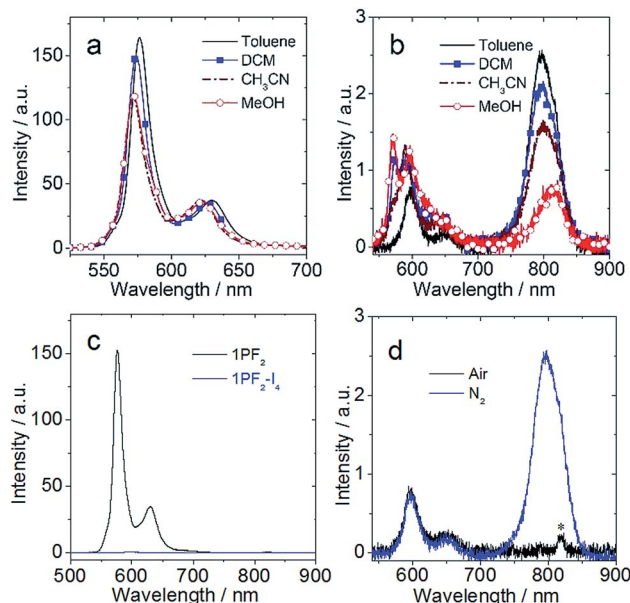 a
Toluene
DCM
CH₃CN
MeOH
Intensity / a.u.
150
100
50
0
550
600
650
700
Wavelength / nm
b
Toluene
DCM
CH₃CN
MeOH
Intensity / a.u.
3
2
1
0
600
700
800
900
Wavelength / nm
c
1PF₂
1PF₂-I₄
Intensity / a.u.
150
100
50
0
500
600
700
800
900
Wavelength / nm
d
Air
N₂
*
Intensity / a.u.
3
2
1
0
600
700
800
900
Wavelength / nm